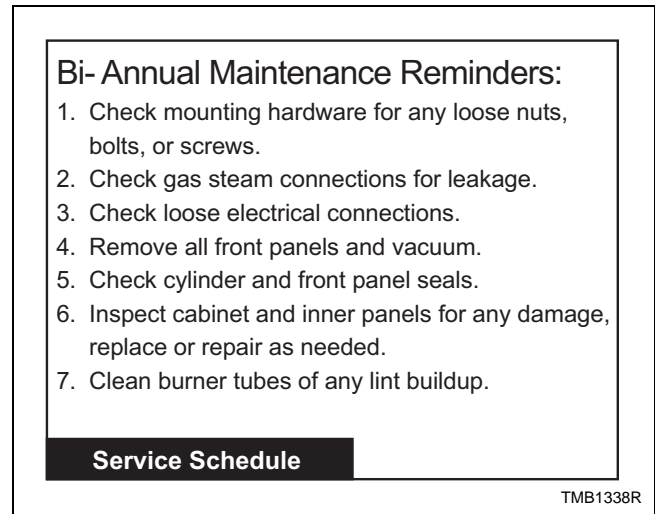 Bi- Annual Maintenance Reminders:
1. Check mounting hardware for any loose nuts,
bolts, or screws.
2. Check gas steam connections for leakage.
3. Check loose electrical connections.
4. Remove all front panels and vacuum.
5. Check cylinder and front panel seals.
6. Inspect cabinet and inner panels for any damage,
replace or repair as needed.
7. Clean burner tubes of any lint buildup.
Service Schedule
TMB1338R